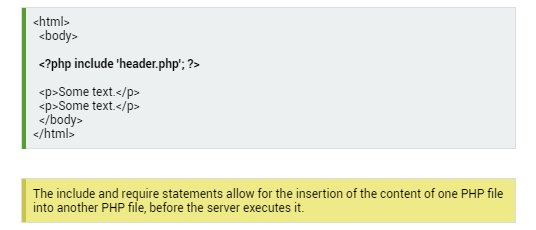 <html>
<body>
<?php include 'header.php'; ?>
<p>Some text.</p>
<p>Some text.</p>
</body>
</html>
The include and require statements allow for the insertion of the content of one PHP file
into another PHP file, before the server executes it.